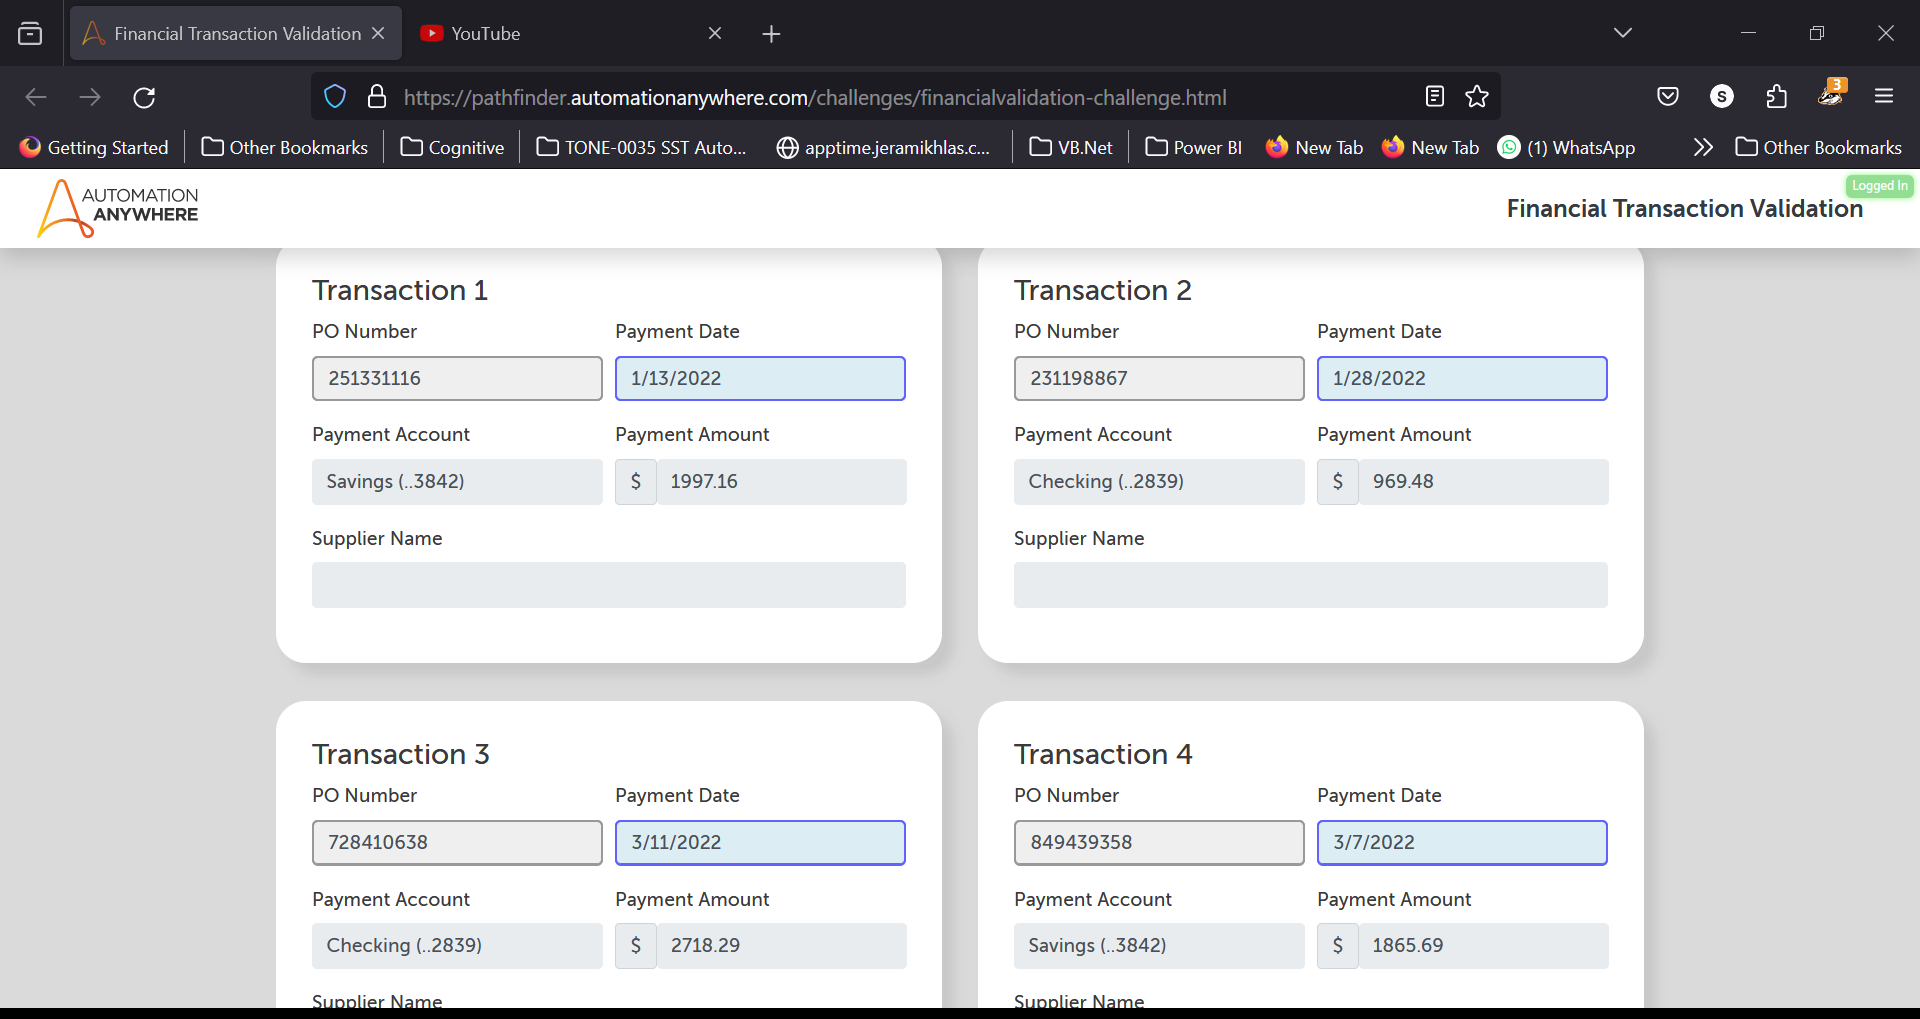 Financial Transaction Validation
YouTube
https://pathfinder.automationanywhere.com/challenges/financialvalidation-challenge.html
S
3
Getting Started
Other Bookmarks
Cognitive
TONE-0035 SST Auto...
apptime.jeramikhlas.c...
VB.Net
Power BI
New Tab
New Tab
(1) WhatsApp
Other Bookmarks
AUTOMATION
ANYWHERE
Logged In
Financial Transaction Validation
Transaction 1
PO Number Payment Date
251331116 1/13/2022
Payment Account Payment Amount
Savings (..3842) $ 1997.16
Supplier Name
Transaction 2
PO Number Payment Date
231198867 1/28/2022
Payment Account Payment Amount
Checking (..2839) $ 969.48
Supplier Name
Transaction 3
PO Number Payment Date
728410638 3/11/2022
Payment Account Payment Amount
Checking (..2839) $ 2718.29
Supplier Name
Transaction 4
PO Number Payment Date
849439358 3/7/2022
Payment Account Payment Amount
Savings (..3842) $ 1865.69
Supplier Name